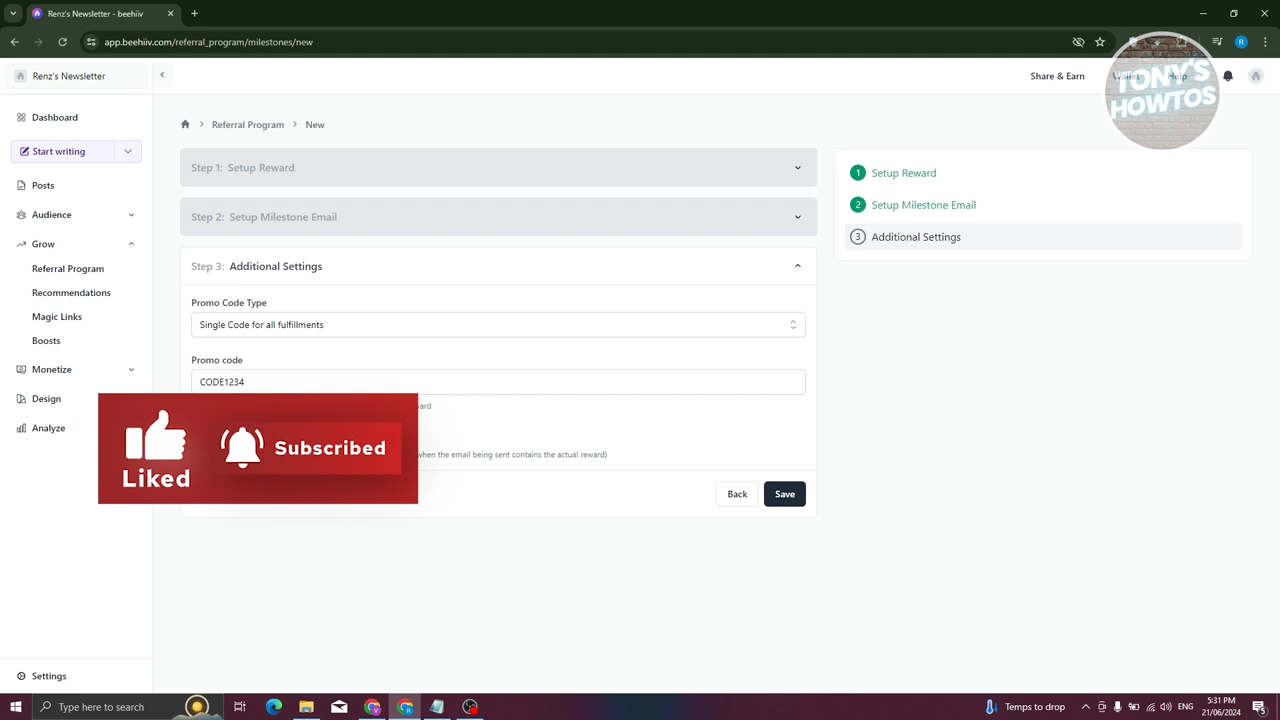 Renz's Newsletter - beehiiv
app.beehiiv.com/referral_program/milestones/new
Renz's Newsletter
Share & Earn
Wallet
Help
TONY'S
HOWTOS
Dashboard
Start writing
Posts
Audience
Grow
Referral Program
Recommendations
Magic Links
Boosts
Monetize
Design
Analyze
Settings
Referral Program
New
Step 1: Setup Reward
Step 2: Setup Milestone Email
Step 3: Additional Settings
Promo Code Type
Single Code for all fulfillments
Promo code
CODE1234
when the email being sent contains the actual reward)
Back
Save
1 Setup Reward
2 Setup Milestone Email
3 Additional Settings
Liked
Subscribed
Type here to search
Temps to drop
ENG
5:31 PM
21/06/2024